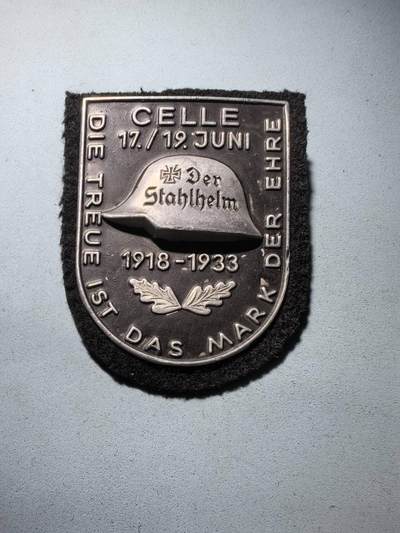 CELLE
17./19. JUNI
Der
Stahlhelm
1918-1933
DIE TREUE IST DAS MARK DER EHRE